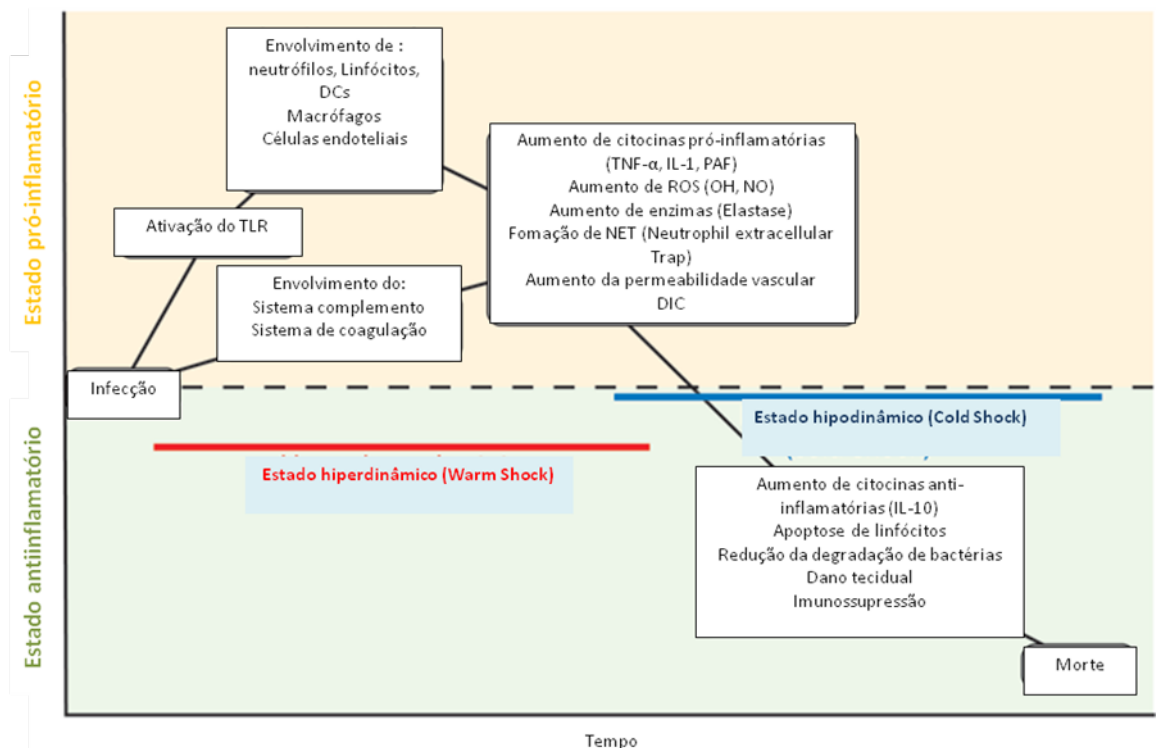 Estado pró-inflamatório
Estado antiinflamatório
Envolvimento de :
neutrófilos, Linfócitos,
DCs
Macrófagos
Células endoteliais
Ativação do TLR
Envolvimento do:
Sistema complemento
Sistema de coagulação
Infecção
Aumento de citocinas pró-inflamatórias
(TNF-α, IL-1, PAF)
Aumento de ROS (OH, NO)
Aumento de enzimas (Elastase)
Fomação de NET (Neutrophil extracellular
Trap)
Aumento da permeabilidade vascular
DIC
Estado hiperdinâmico (Warm Shock)
Estado hipodinâmico (Cold Shock)
Aumento de citocinas anti-
inflamatórias (IL-10)
Apoptose de linfócitos
Redução da degradação de bactérias
Dano tecidual
Imunossupressão
Morte
Tempo